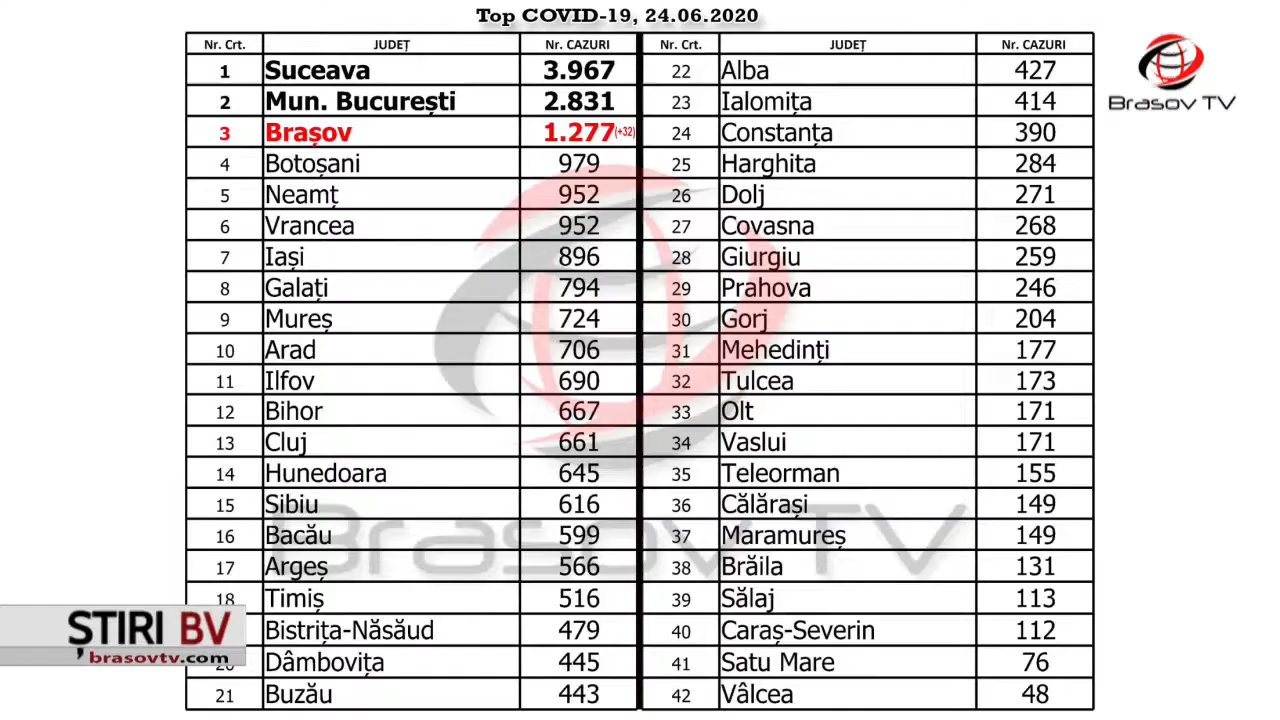 Top COVID-19, 24.06.2020
Nr. Crt. JUDEȚ Nr. CAZURI Nr. Crt. JUDEȚ Nr. CAZURI
1 Suceava 3.967 22 Alba 427
2 Mun. București 2.831 23 Ialomița 414
3 Brașov 1.277 (+32) 24 Constanța 390
4 Botoșani 979 25 Harghita 284
5 Neamț 952 26 Dolj 271
6 Vrancea 952 27 Covasna 268
7 Iași 896 28 Giurgiu 259
8 Galați 794 29 Prahova 246
9 Mureș 724 30 Gorj 204
10 Arad 706 31 Mehedinți 177
11 Ilfov 690 32 Tulcea 173
12 Bihor 667 33 Olt 171
13 Cluj 661 34 Vaslui 171
14 Hunedoara 645 35 Teleorman 155
15 Sibiu 616 36 Călărași 149
16 Bacău 599 37 Maramureș 149
17 Argeș 566 38 Brăila 131
18 Timiș 516 39 Sălaj 113
Bistrița-Năsăud 479 40 Caraș-Severin 112
20 Dâmbovița 445 41 Satu Mare 76
21 Buzău 443 42 Vâlcea 48
Brasov TV
Brasov TV
ȘTIRI BV
brasovtv.com